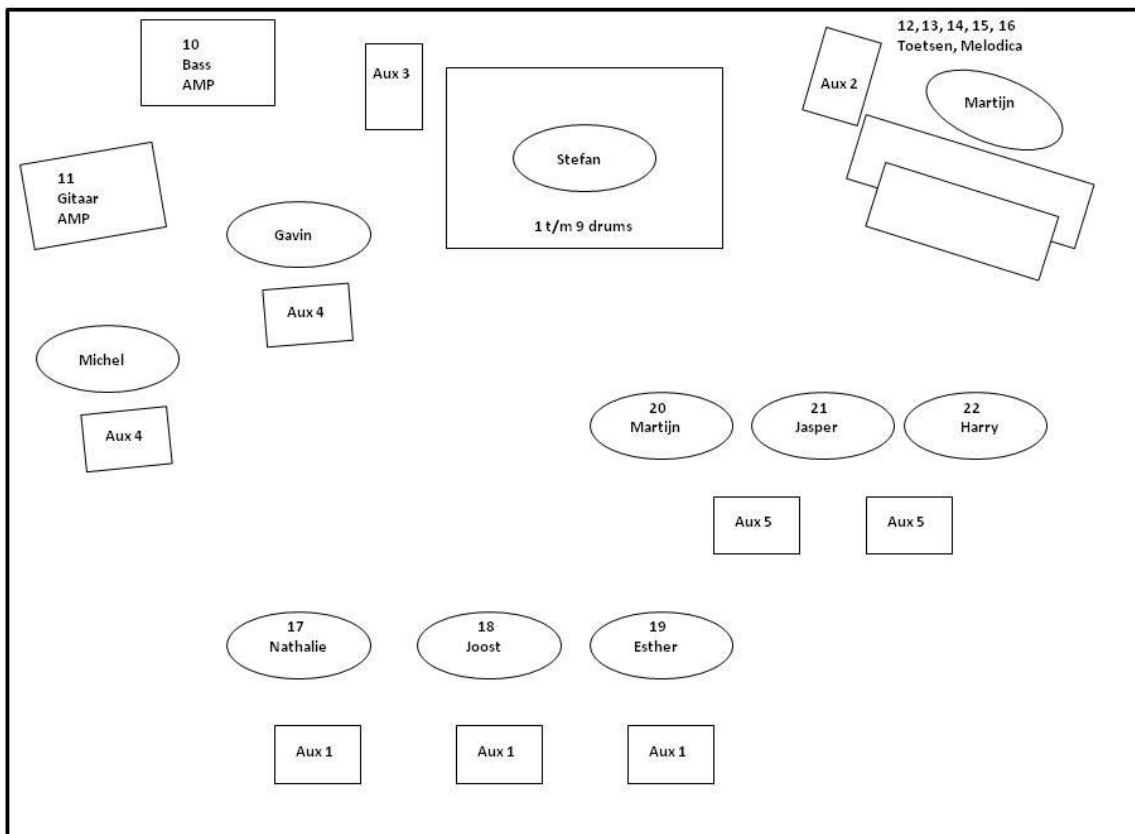 10
Bass
AMP
Aux 3
12, 13, 14, 15, 16
Toetsen, Melodica
Aux 2
Martijn
Stefan
1 t/m 9 drums
11
Gitaar
AMP
Gavin
Aux 4
Michel
Aux 4
20
Martijn
21
Jasper
22
Harry
Aux 5
Aux 5
17
Nathalie
18
Joost
19
Esther
Aux 1
Aux 1
Aux 1